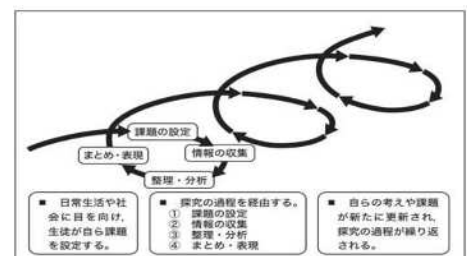 課題の設定
まとめ・表現
情報の収集
整理・分析
■ 日常生活や社
会に目を向け、
生徒が自ら課題
を設定する。
■ 探究の過程を経由する。
① 課題の設定
② 情報の収集
③ 整理・分析
④ まとめ・表現
■ 自らの考えや課題
が新たに更新され、
探究の過程が繰り返
される。